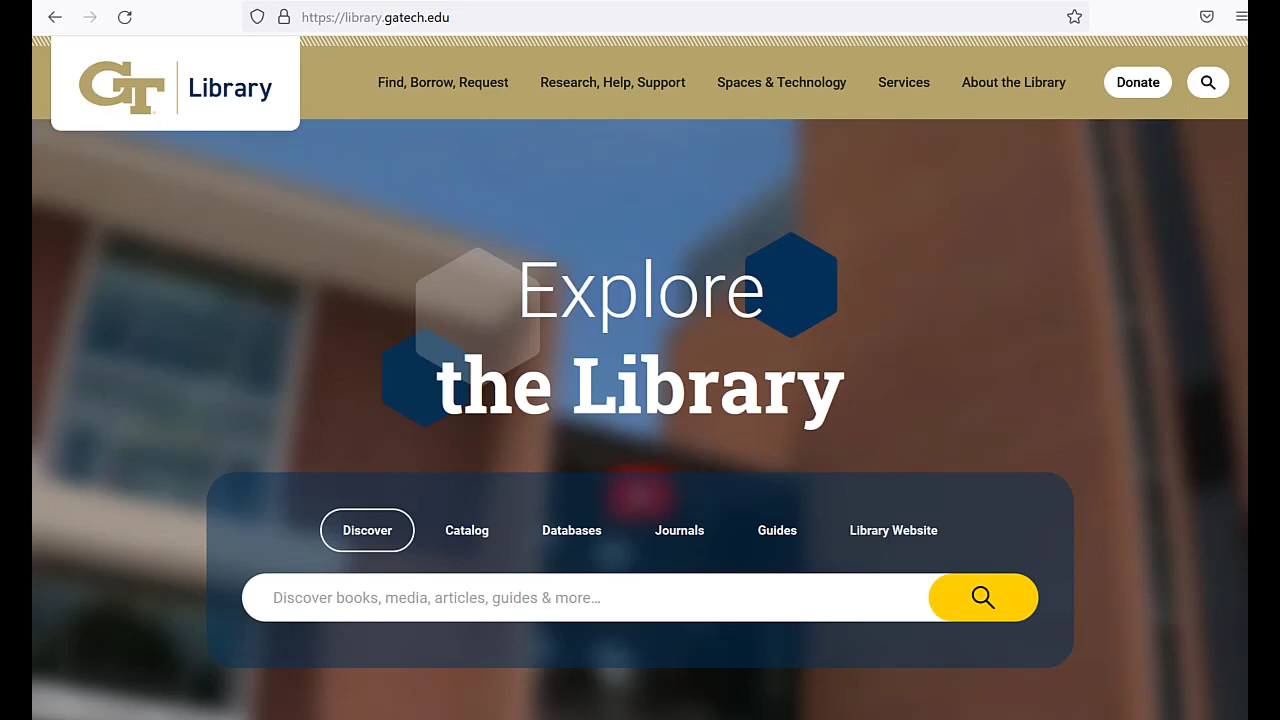 https://library.gatech.edu
GT Library
Find, Borrow, Request
Research, Help, Support
Spaces & Technology
Services
About the Library
Donate
Explore
the Library
Discover
Catalog
Databases
Journals
Guides
Library Website
Discover books, media, articles, guides & more...